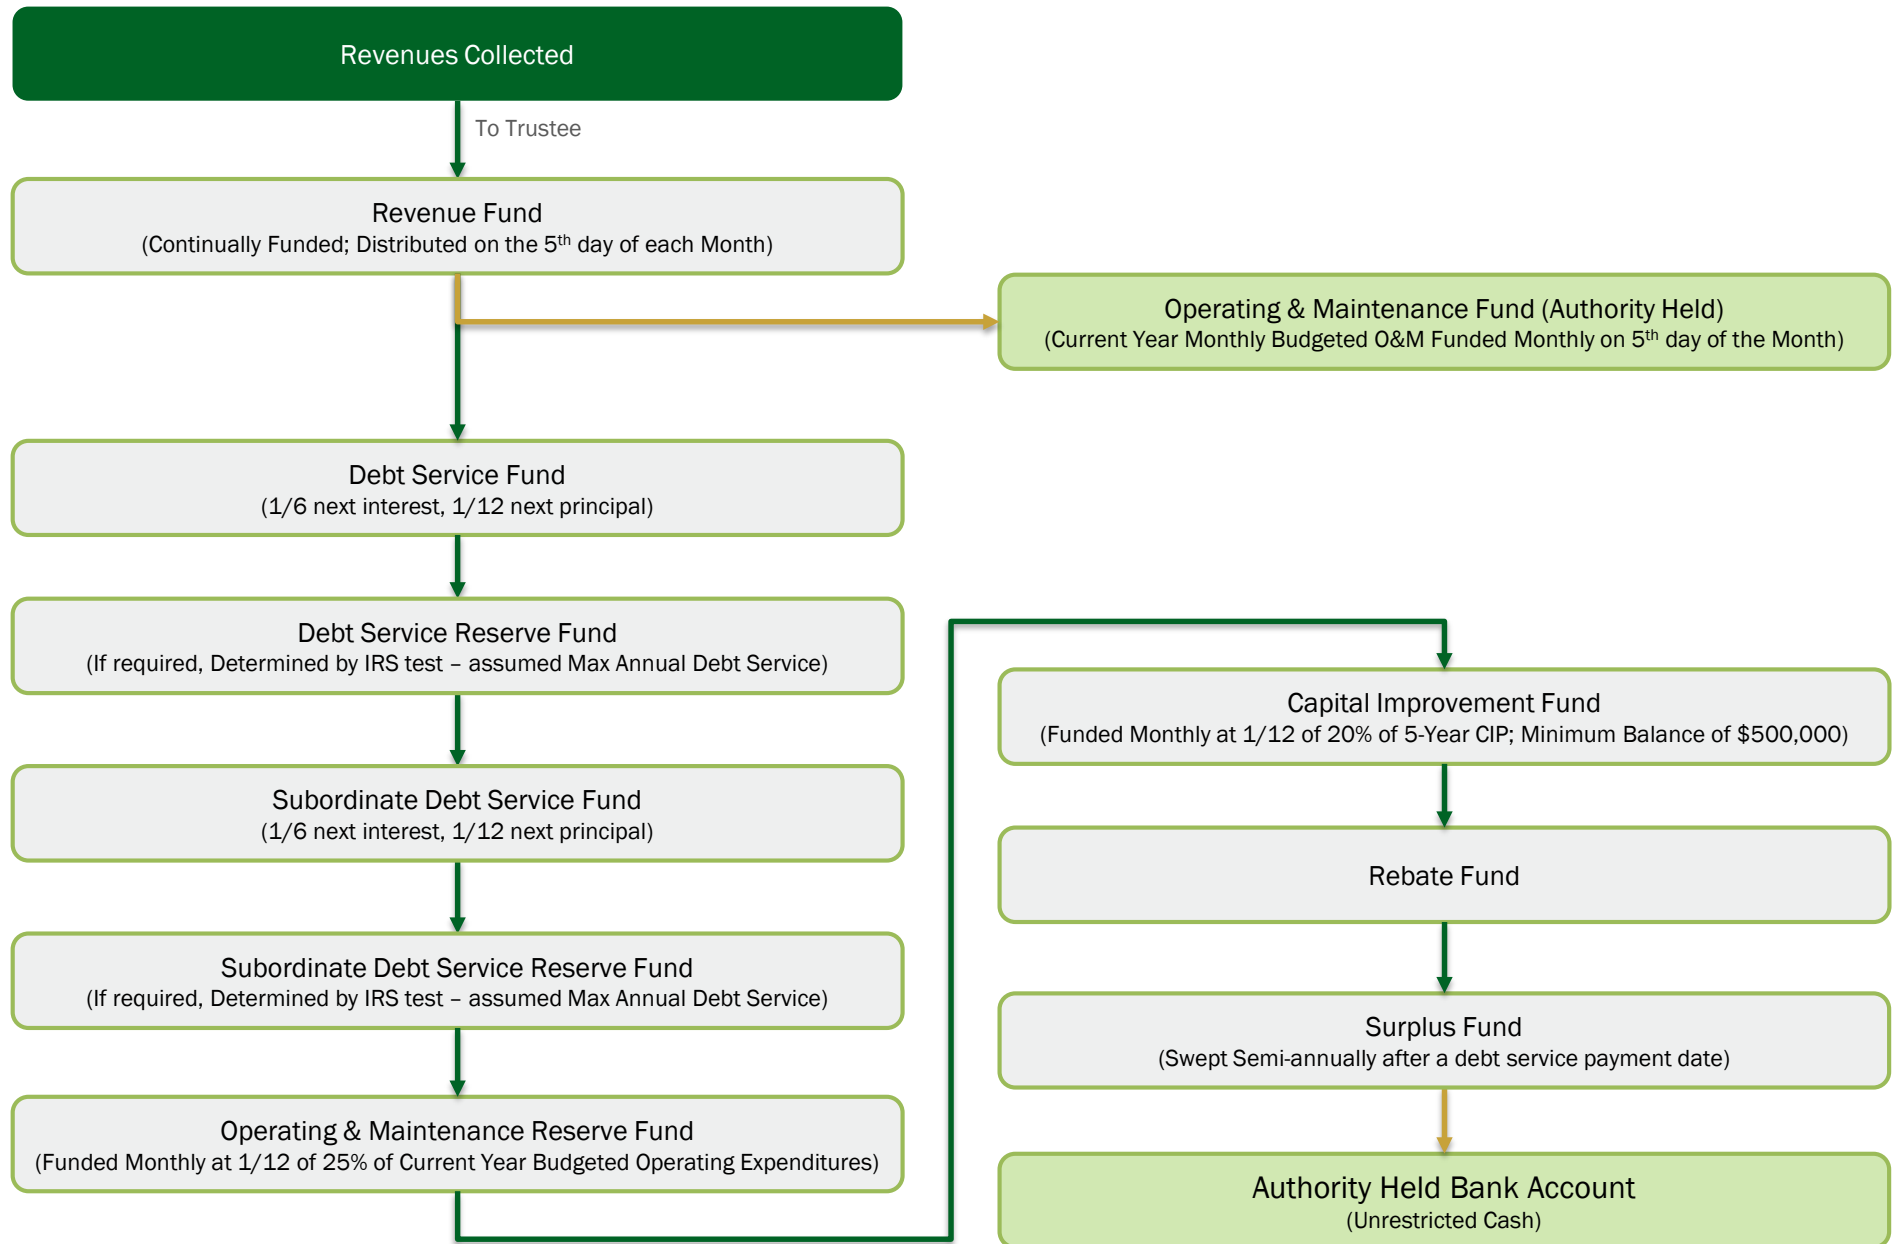 Revenues Collected
To Trustee
Revenue Fund
(Continually Funded; Distributed on the 5th day of each Month)
Operating & Maintenance Fund (Authority Held)
(Current Year Monthly Budgeted O&M Funded Monthly on 5th day of the Month)
Debt Service Fund
(1/6 next interest, 1/12 next principal)
Debt Service Reserve Fund
(If required, Determined by IRS test – assumed Max Annual Debt Service)
Subordinate Debt Service Fund
(1/6 next interest, 1/12 next principal)
Subordinate Debt Service Reserve Fund
(If required, Determined by IRS test – assumed Max Annual Debt Service)
Operating & Maintenance Reserve Fund
(Funded Monthly at 1/12 of 25% of Current Year Budgeted Operating Expenditures)
Capital Improvement Fund
(Funded Monthly at 1/12 of 20% of 5-Year CIP; Minimum Balance of $500,000)
Rebate Fund
Surplus Fund
(Swept Semi-annually after a debt service payment date)
Authority Held Bank Account
(Unrestricted Cash)